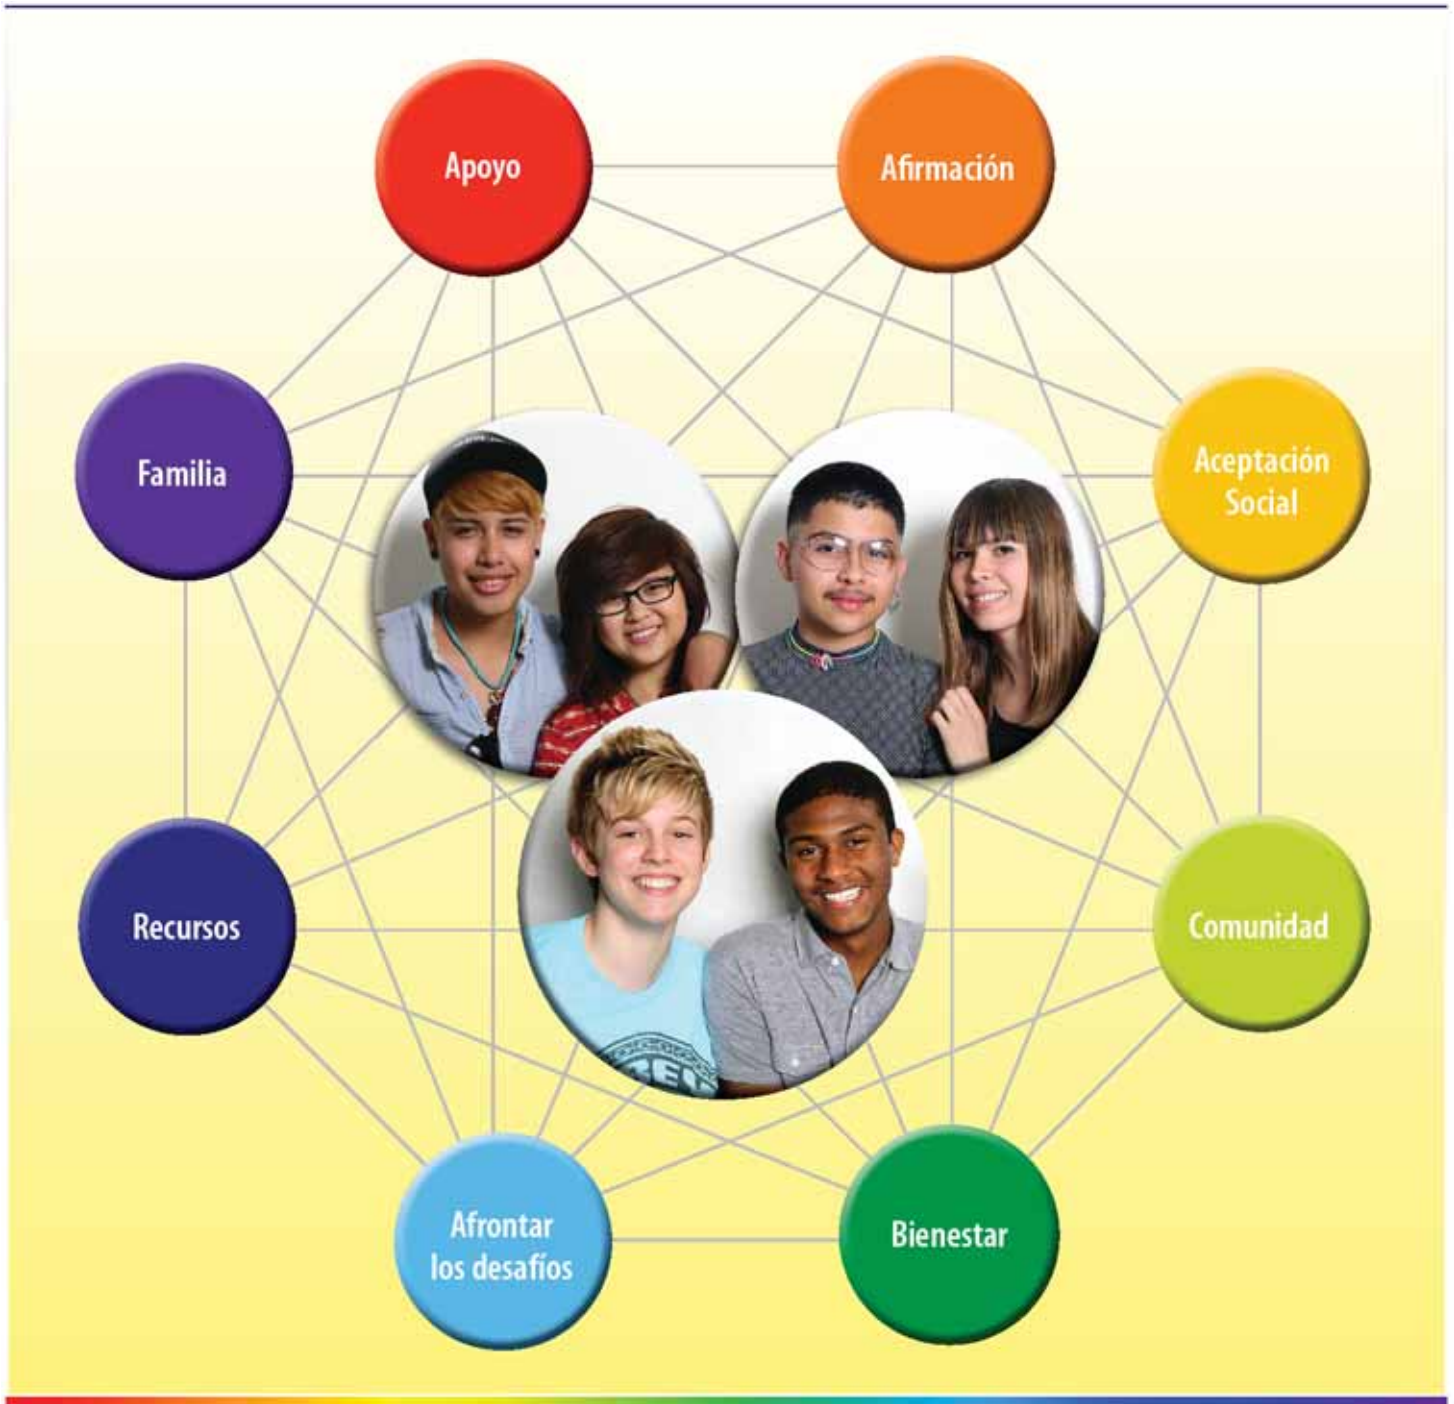 Apoyo
Afirmación
Familia
Aceptación
Social
Recursos
Comunidad
Afrontar
los desafíos
Bienestar